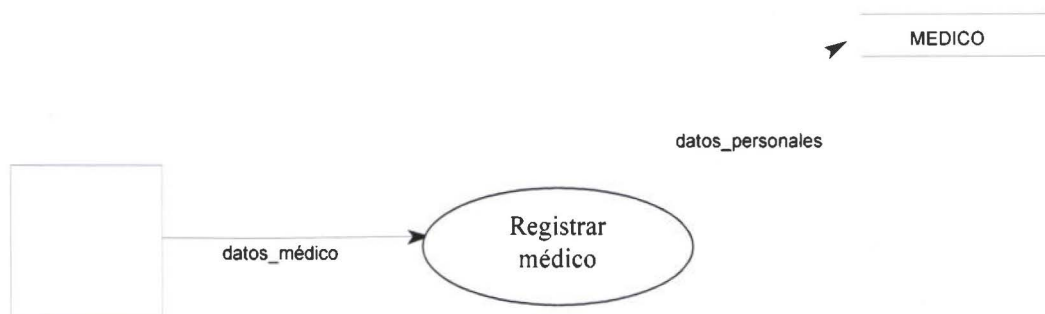 MEDICO
datos_personales
datos_médico
Registrar
médico